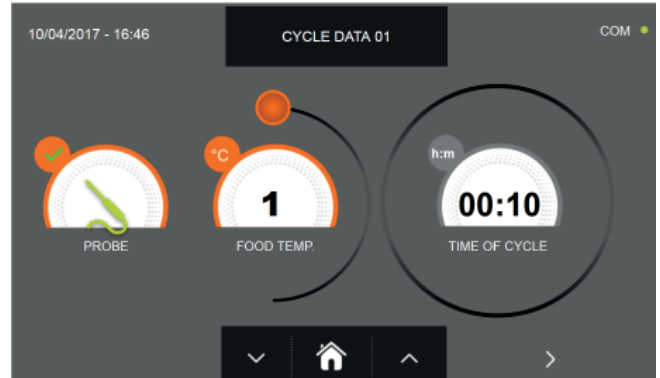 10/04/2017 - 16:46
CYCLE DATA 01
COM
°C
h:m
1
00:10
PROBE
FOOD TEMP.
TIME OF CYCLE